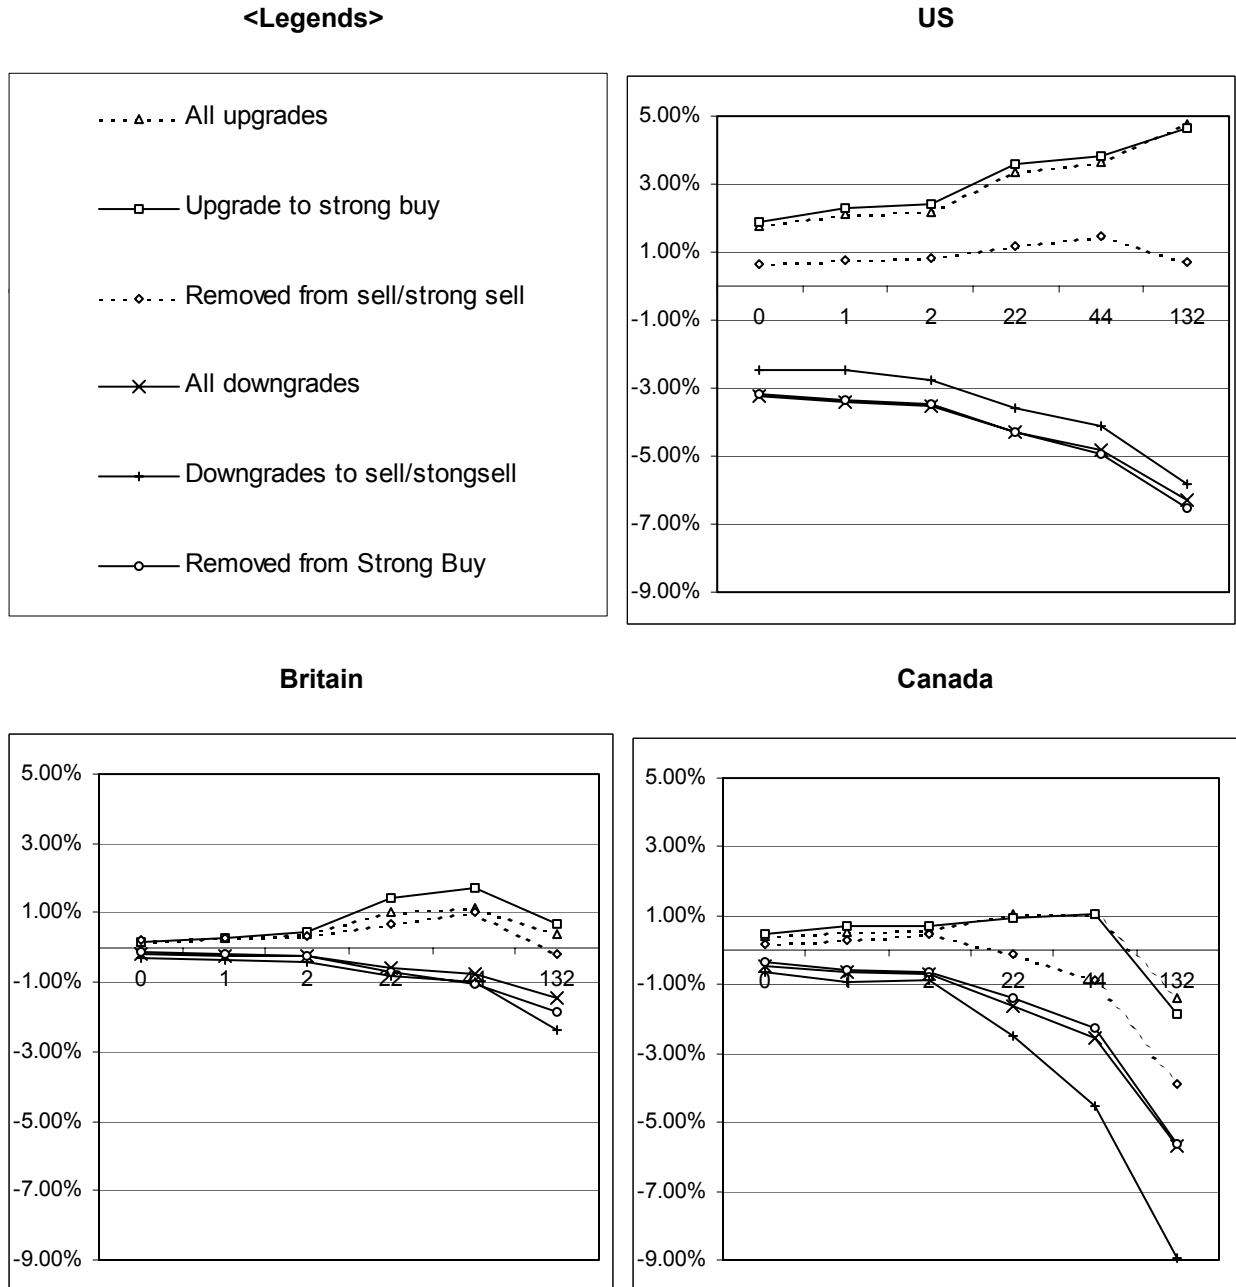 <Legends>
All upgrades
Upgrade to strong buy
Removed from sell/strong sell
All downgrades
Downgrades to sell/stongsell
Removed from Strong Buy
US
5.00%
3.00%
1.00%
-1.00%
-3.00%
-5.00%
-7.00%
-9.00%
0 1 2 22 44 132
Britain
5.00%
3.00%
1.00%
-1.00%
-3.00%
-5.00%
-7.00%
-9.00%
0 1 2 22 44 132
Canada
5.00%
3.00%
1.00%
-1.00%
-3.00%
-5.00%
-7.00%
-9.00%
0 1 2 22 44 132